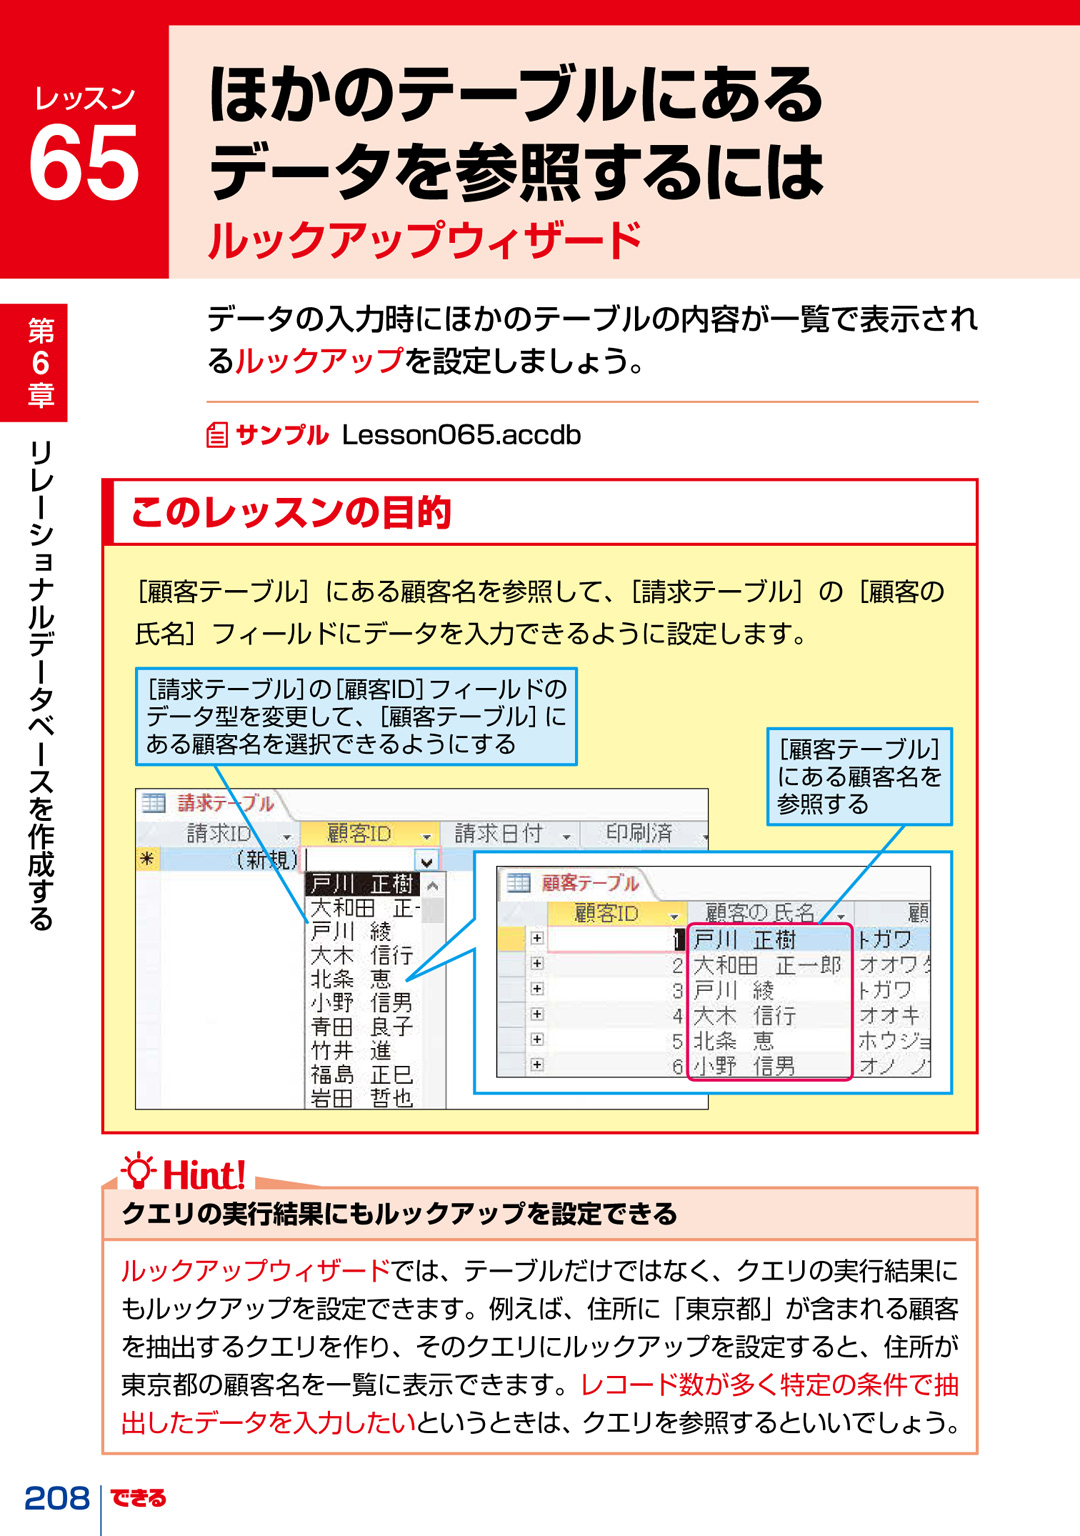 レッスン
65
ほかのテーブルにある
データを参照するには
ルックアップウィザード
第6章
リレーショナルデータベースを作成する
データの入力時にほかのテーブルの内容が一覧で表示され
るルックアップを設定しましょう。
サンプル Lesson065.accdb
このレッスンの目的
［顧客テーブル］にある顧客名を参照して、［請求テーブル］の［顧客の
氏名］フィールドにデータを入力できるように設定します。
［請求テーブル］の［顧客ID］フィールドの
データ型を変更して、［顧客テーブル］に
ある顧客名を選択できるようにする
［顧客テーブル］
にある顧客名を
参照する
請求テーブル
請求ID 顧客ID 請求日付 印刷済
* （新規）
戸川 正樹
大和田 正一
戸川 綾
大木 信行
北条 恵
小野 信男
青田 良子
竹井 進
福島 正巳
岩田 哲也
顧客テーブル
顧客ID 顧客の氏名 顧
1 戸川 正樹 トガワ
2 大和田 正一郎 オオワダ
3 戸川 綾 トガワ
4 大木 信行 オオキ
5 北条 恵 ホウジョ
6 小野 信男 オノ ノ
Hint!
クエリの実行結果にもルックアップを設定できる
ルックアップウィザードでは、テーブルだけではなく、クエリの実行結果に
もルックアップを設定できます。例えば、住所に「東京都」が含まれる顧客
を抽出するクエリを作り、そのクエリにルックアップを設定すると、住所が
東京都の顧客名を一覧に表示できます。レコード数が多く特定の条件で抽
出したデータを入力したいというときは、クエリを参照するといいでしょう。
208 できる